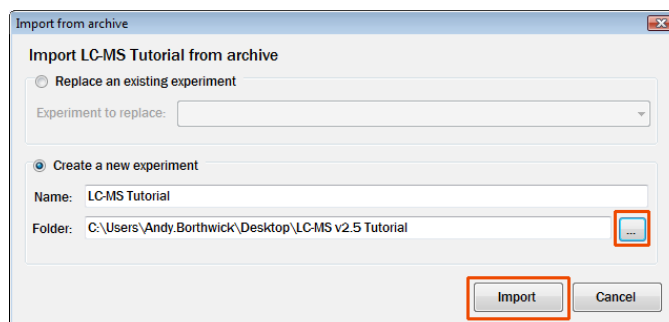 Import from archive
Import LC-MS Tutorial from archive
Replace an existing experiment
Experiment to replace:
Create a new experiment
Name: LC-MS Tutorial
Folder: C:\Users\Andy.Borthwick\Desktop\LC-MS v2.5 Tutorial ...
Import Cancel